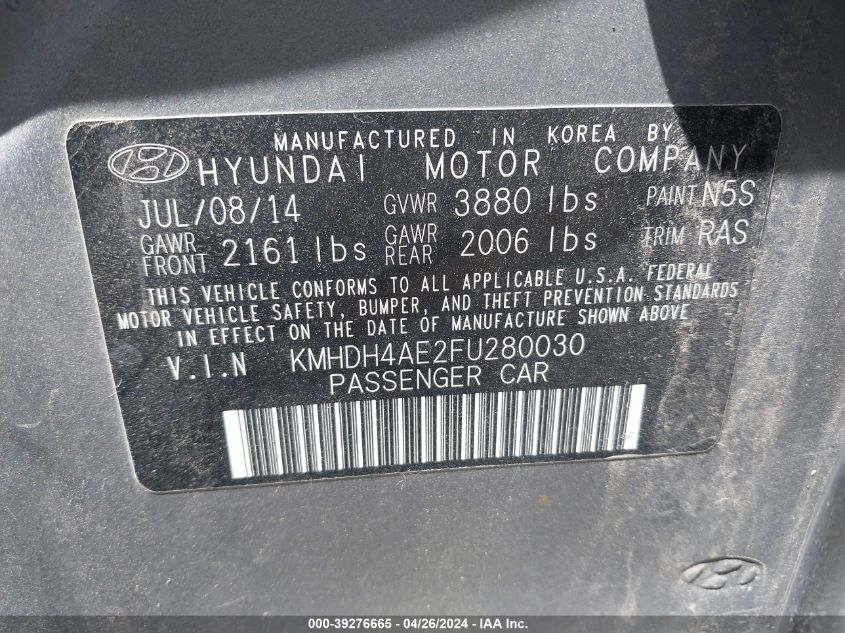 MANUFACTURED IN KOREA BY
HYUNDAI MOTOR COMPANY
JUL/08/14 GVWR 3880 lbs PAINT N5S
GAWR FRONT 2161 lbs GAWR REAR 2006 lbs TRIM RAS
THIS VEHICLE CONFORMS TO ALL APPLICABLE U.S.A. FEDERAL
MOTOR VEHICLE SAFETY, BUMPER, AND THEFT PREVENTION STANDARDS
IN EFFECT ON THE DATE OF MANUFACTURE SHOWN ABOVE
V.I.N KMHDH4AE2FU280030
PASSENGER CAR
000-39276665 - 04/26/2024 - IAA Inc.